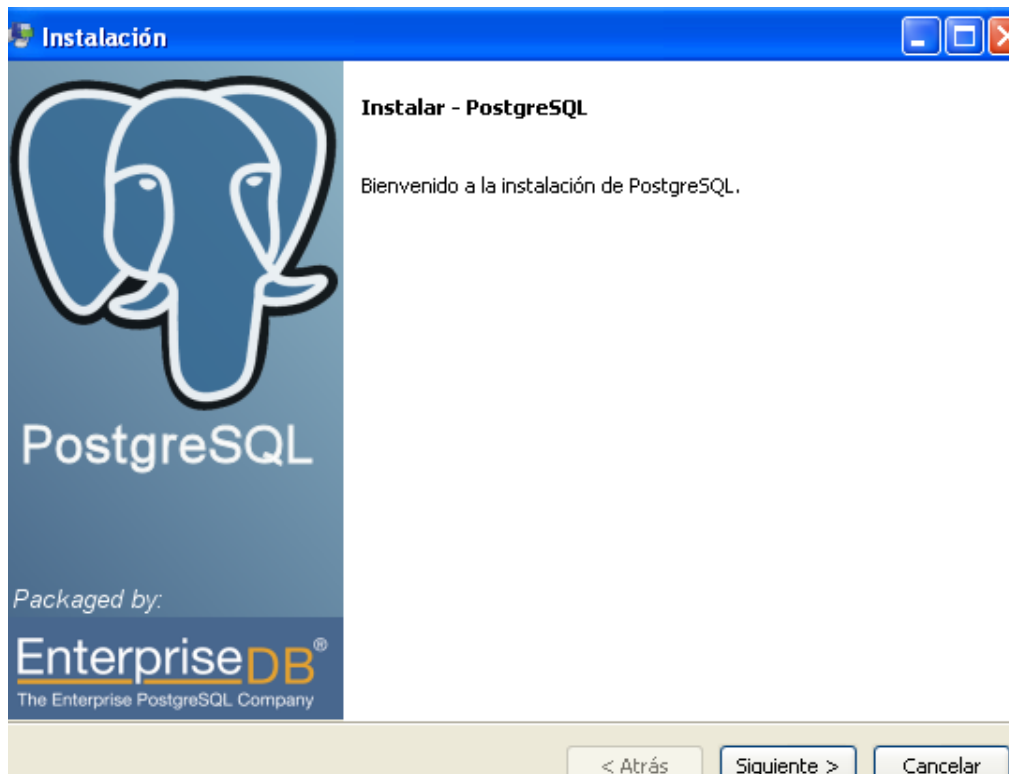 Instalación
Instalar - PostgreSQL
Bienvenido a la instalación de PostgreSQL.
PostgreSQL
Packaged by:
EnterpriseDB®
The Enterprise PostgreSQL Company
< Atrás
Siguiente >
Cancelar